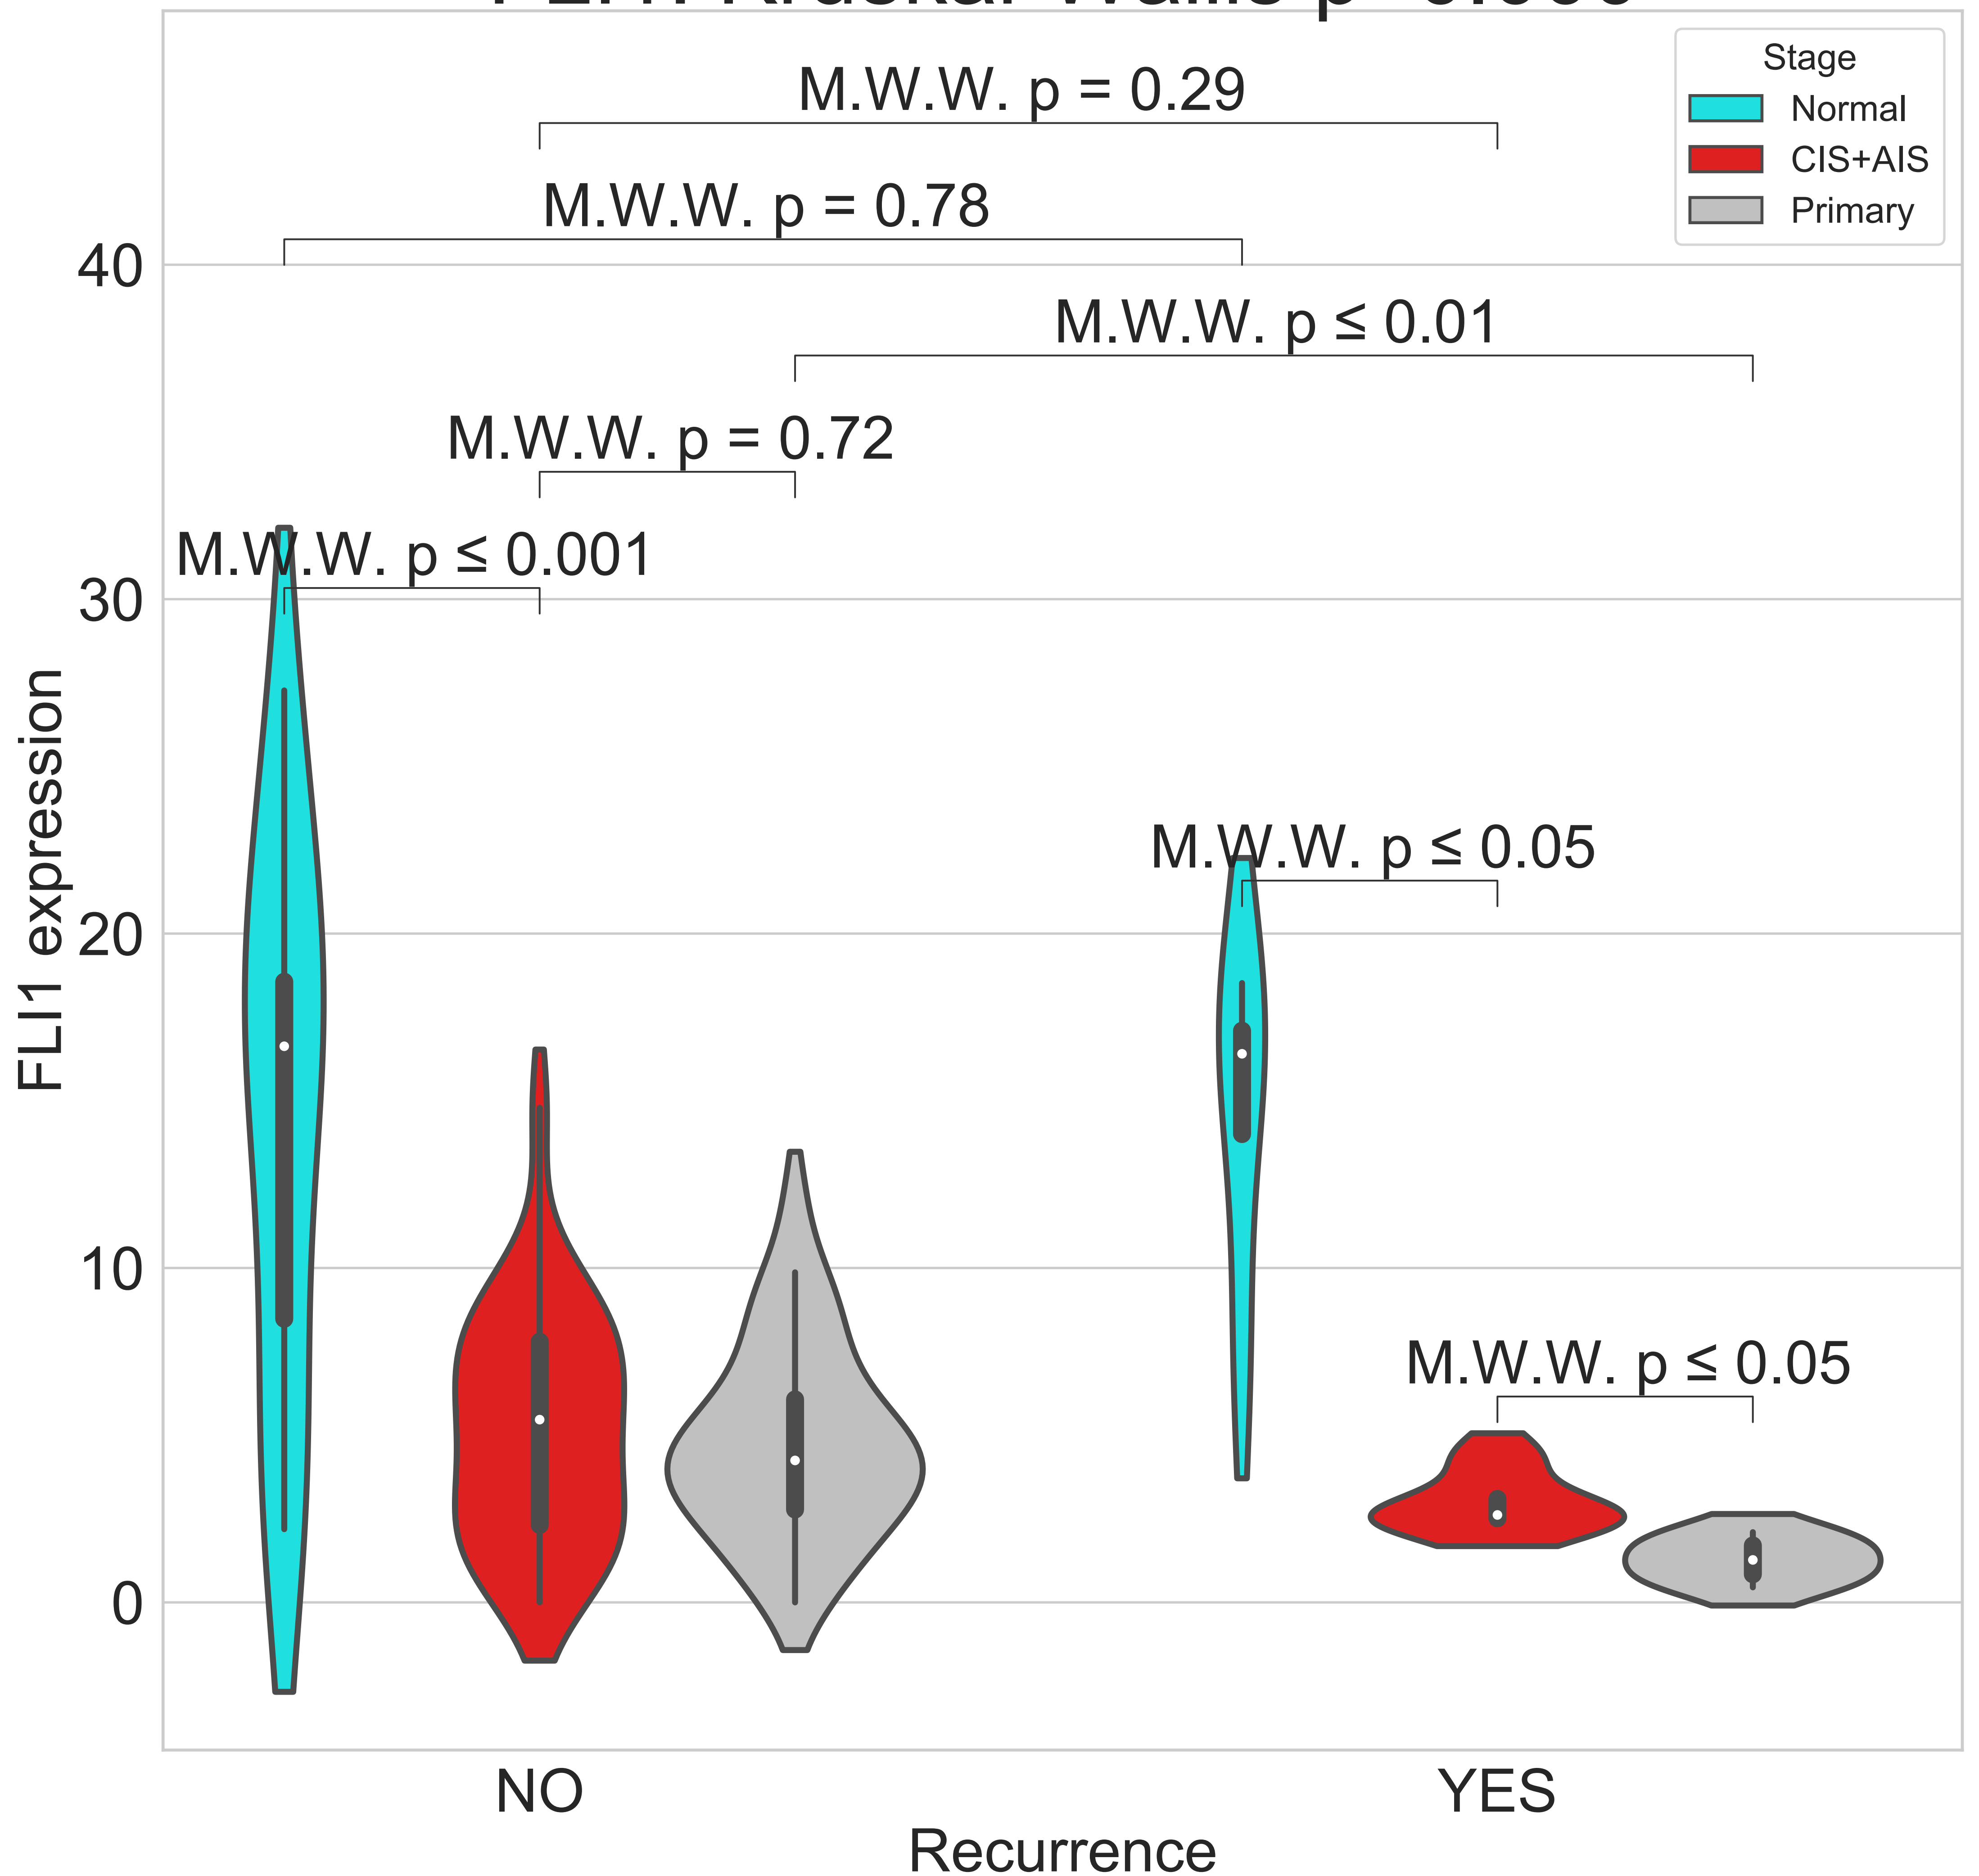 Stage
Normal
CIS+AIS
Primary
M.W.W. p = 0.29
M.W.W. p = 0.78
M.W.W. p ≤ 0.01
M.W.W. p = 0.72
M.W.W. p ≤ 0.001
M.W.W. p ≤ 0.05
M.W.W. p ≤ 0.05
40
30
20
10
0
FLI1 expression
NO
YES
Recurrence